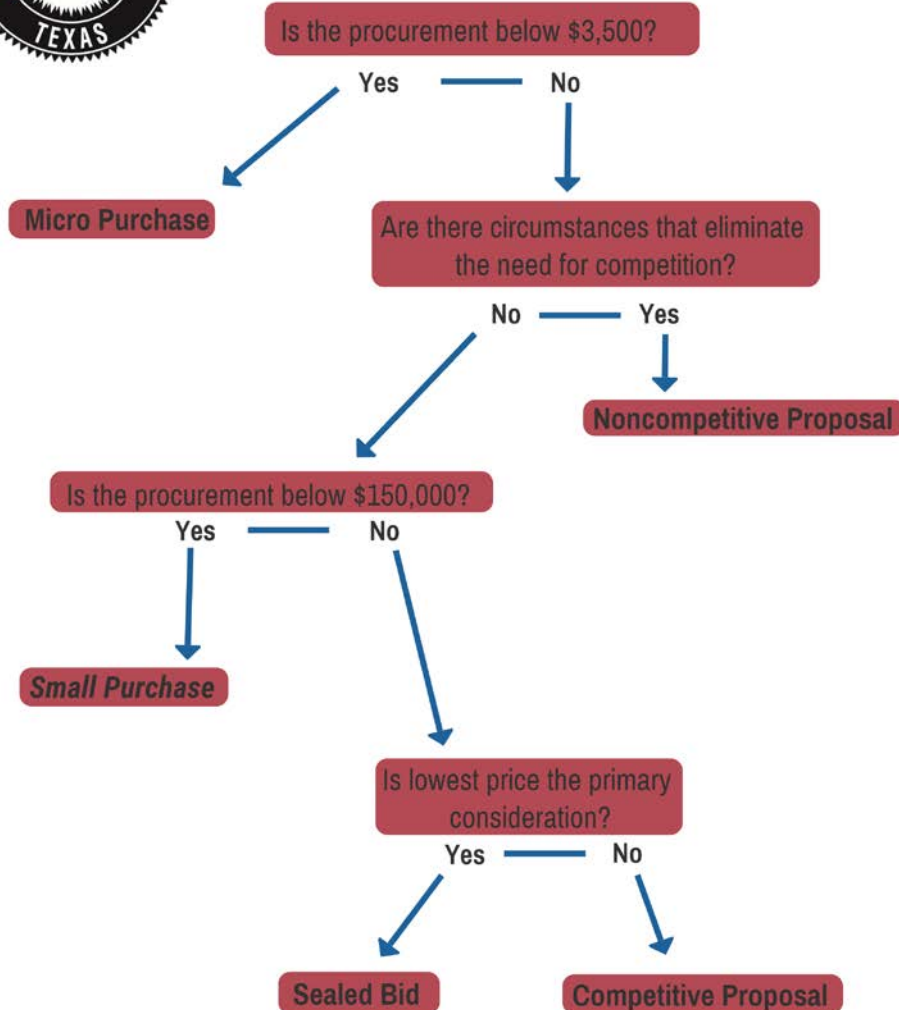 TEXAS
Is the procurement below $3,500?
Yes No
Micro Purchase
Are there circumstances that eliminate
the need for competition?
No Yes
Noncompetitive Proposal
Is the procurement below $150,000?
Yes No
Small Purchase
Is lowest price the primary
consideration?
Yes No
Sealed Bid
Competitive Proposal